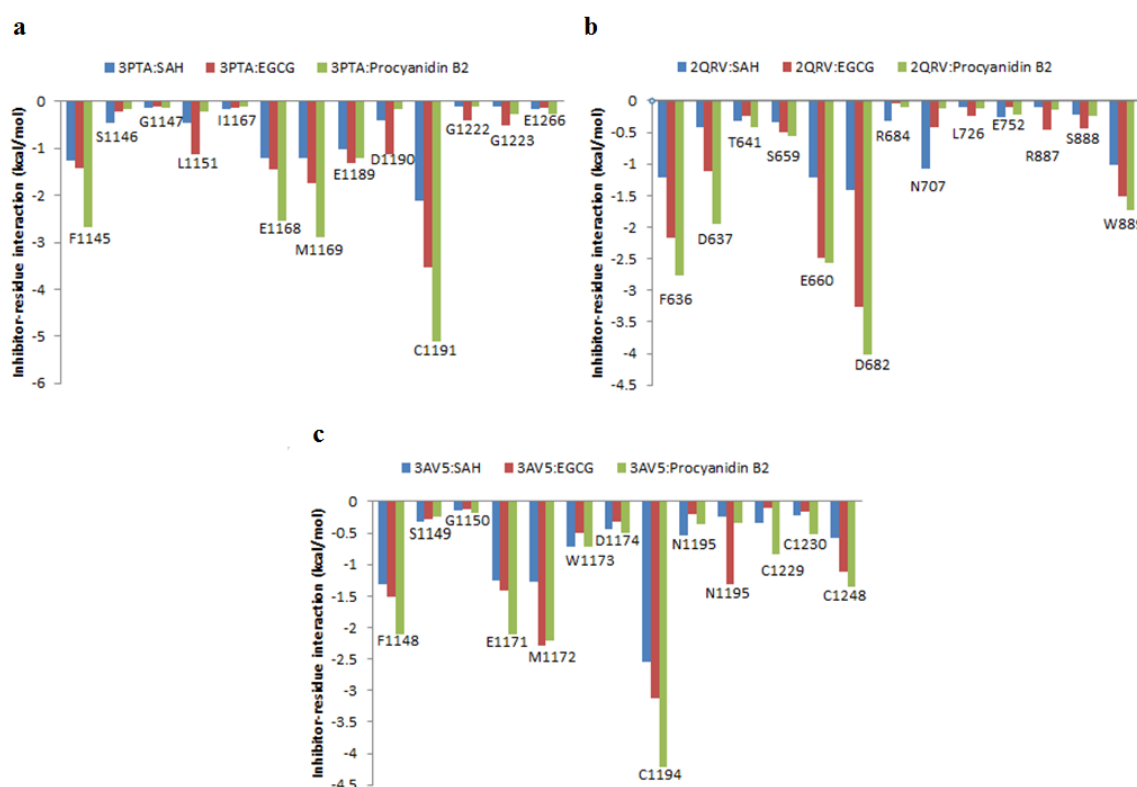 a
3PTA:SAH 3PTA:EGCG 3PTA:Procyanidin B2
Inhibitor-residue interaction (kcal/mol)
0
-1
-2
-3
-4
-5
-6
F1145
S1146
G1147
L1151
I1167
E1168
M1169
E1189
D1190
C1191
G1222
G1223
E1266
b
2QRV:SAH 2QRV:EGCG 2QRV:Procyanidin B2
Inhibitor-residue interaction (kcal/mol)
0
-0.5
-1
-1.5
-2
-2.5
-3
-3.5
-4
-4.5
F636
D637
T641
S659
E660
D682
R684
N707
L726
E752
R887
S888
W889
c
3AV5:SAH 3AV5:EGCG 3AV5:Procyanidin B2
Inhibitor-residue interaction (kcal/mol)
0
-0.5
-1
-1.5
-2
-2.5
-3
-3.5
-4
-4.5
F1148
S1149
G1150
E1171
M1172
W1173
D1174
C1194
N1195
N1195
C1229
C1230
C1248